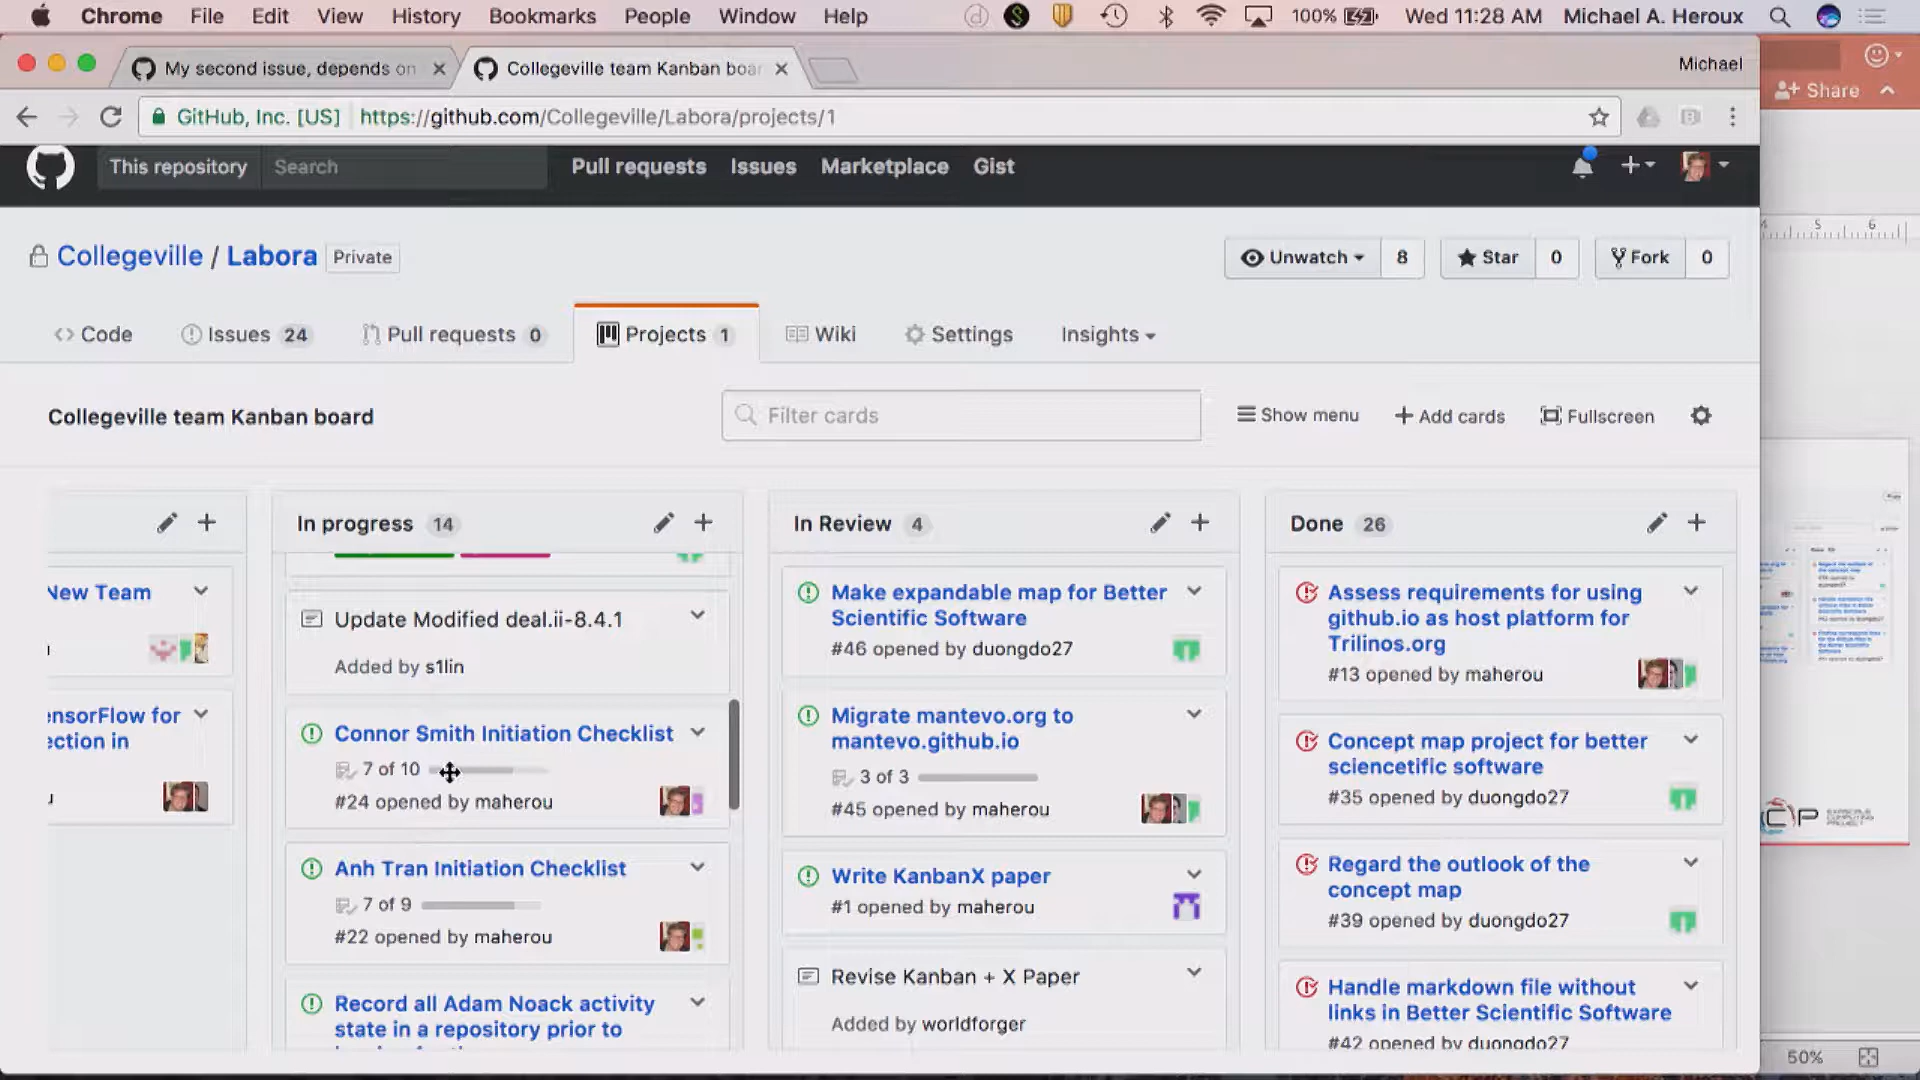 Chrome File Edit View History Bookmarks People Window Help 100% Wed 11:28 AM Michael A. Heroux
My second issue, depends on
Collegeville team Kanban boar
Michael
Share
GitHub, Inc. [US] https://github.com/Collegeville/Labora/projects/1
This repository Search Pull requests Issues Marketplace Gist
Collegeville / Labora Private
Unwatch 8 Star 0 Fork 0
5 6
Code Issues 24 Pull requests 0 Projects 1 Wiki Settings Insights
Collegeville team Kanban board
Filter cards
Show menu Add cards Fullscreen
New Team
ection in
In progress 14
Update Modified deal.ii-8.4.1
Added by s1lin
Connor Smith Initiation Checklist
7 of 10
#24 opened by maherou
Anh Tran Initiation Checklist
7 of 9
#22 opened by maherou
Record all Adam Noack activity
state in a repository prior to
In Review 4
Make expandable map for Better
Scientific Software
#46 opened by duongdo27
Migrate mantevo.org to
mantevo.github.io
3 of 3
#45 opened by maherou
Write KanbanX paper
#1 opened by maherou
Revise Kanban + X Paper
Added by worldforger
Done 26
Assess requirements for using
github.io as host platform for
Trilinos.org
#13 opened by maherou
Concept map project for better
sciencetific software
#35 opened by duongdo27
Regard the outlook of the
concept map
#39 opened by duongdo27
Handle markdown file without
links in Better Scientific Software
#42 opened by duongdo27
50%